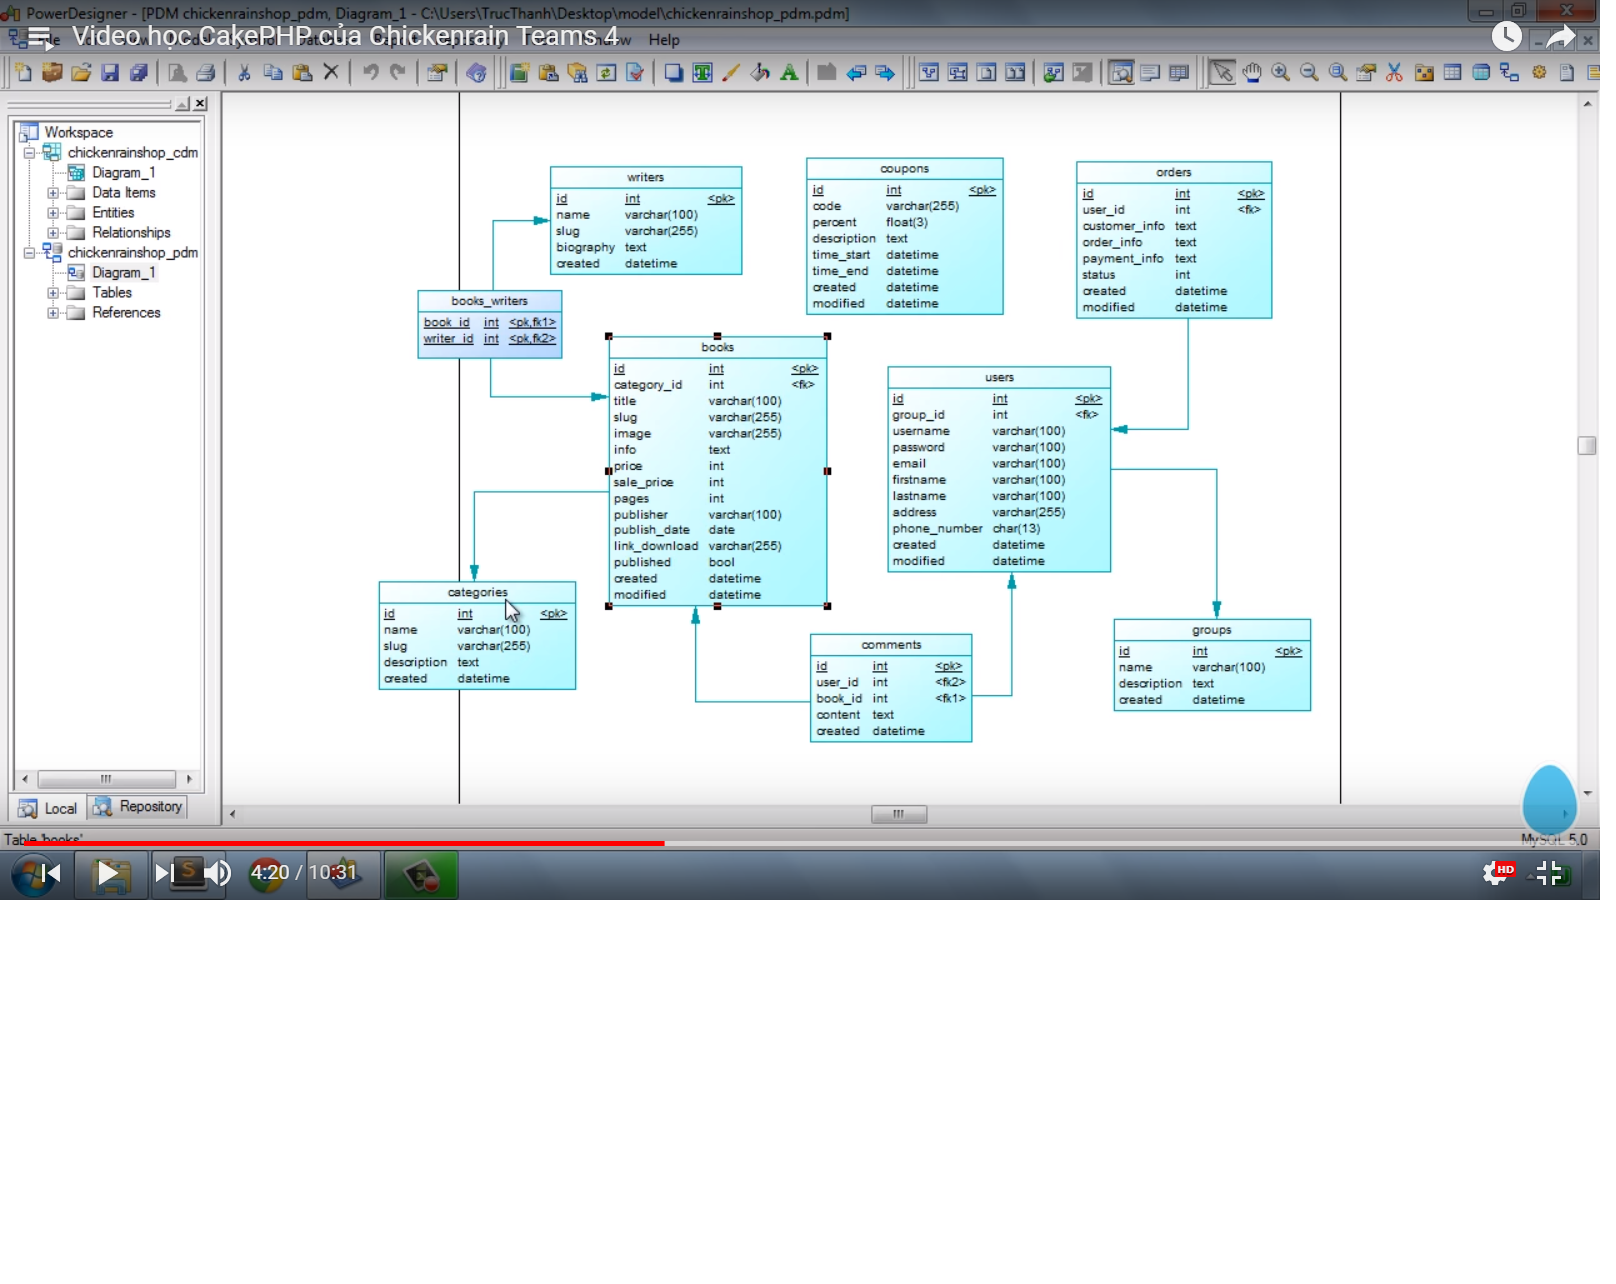 PowerDesigner - [PDM chickenrainshop_pdm, Diagram_1 - C:\Users\TrucThanh\Desktop\model\chickenrainshop_pdm.pdm]
Video học CakePHP của Chickenrain Teams 4
Help
Workspace
chickenrainshop_cdm
Diagram_1
Data Items
Entities
Relationships
chickenrainshop_pdm
Diagram_1
Tables
References
Local
Repository
writers
id int <pk>
name varchar(100)
slug varchar(255)
biography text
created datetime
coupons
id int <pk>
code varchar(255)
percent float(3)
description text
time_start datetime
time_end datetime
created datetime
modified datetime
orders
id int <pk>
user_id int <fk>
customer_info text
order_info text
payment_info text
status int
created datetime
modified datetime
books_writers
book_id int <pk,fk1>
writer_id int <pk,fk2>
books
id int <pk>
category_id int <fk>
title varchar(100)
slug varchar(255)
image varchar(255)
info text
price int
sale_price int
pages int
publisher varchar(100)
publish_date date
link_download varchar(255)
published bool
created datetime
modified datetime
users
id int <pk>
group_id int <fk>
username varchar(100)
password varchar(100)
email varchar(100)
firstname varchar(100)
lastname varchar(100)
address varchar(255)
phone_number char(13)
created datetime
modified datetime
categories
id int <pk>
name varchar(100)
slug varchar(255)
description text
created datetime
comments
id int <pk>
user_id int <fk2>
book_id int <fk1>
content text
created datetime
groups
id int <pk>
name varchar(100)
description text
created datetime
Table 'books'
MySQL 5.0
4:20 / 10:31
HD